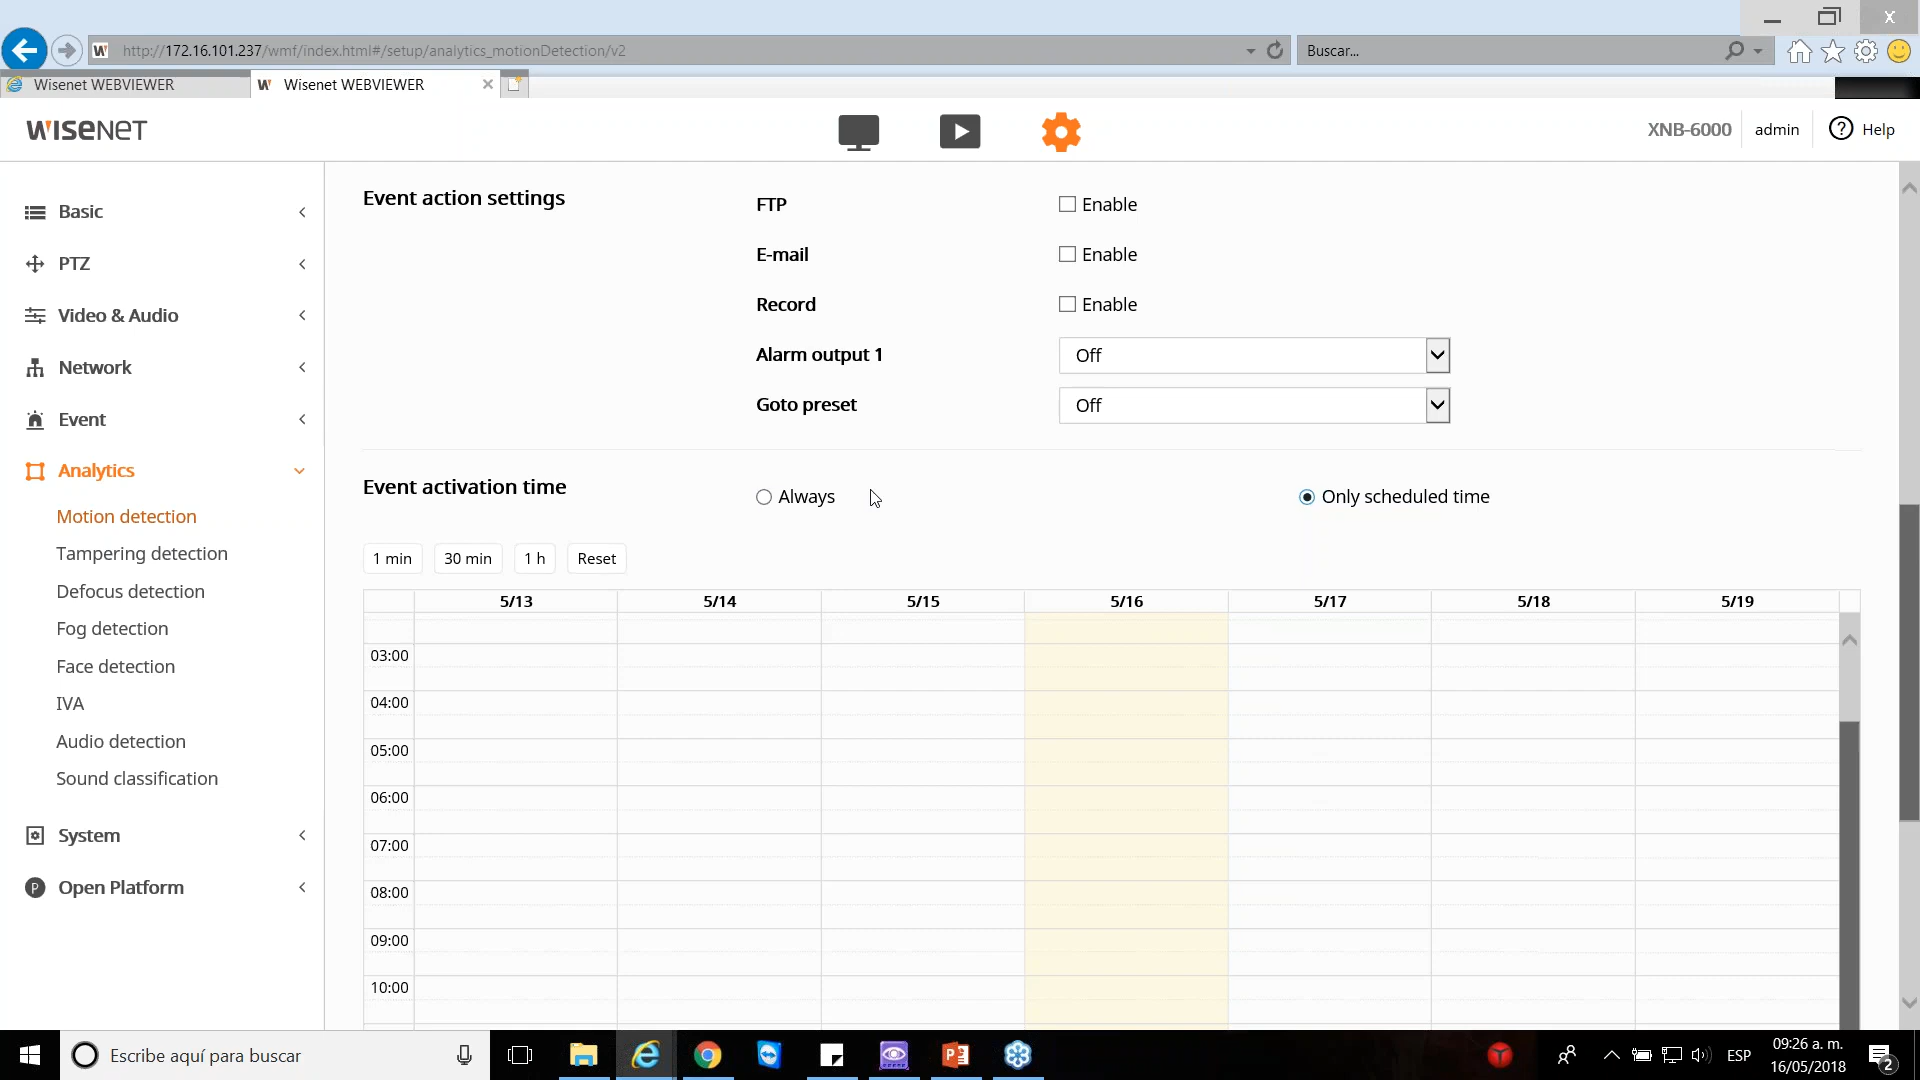 http://172.16.101.237/wmf/index.html#/setup/analytics_motionDetection/v2
Buscar...
Wisenet WEBVIEWER
Wisenet WEBVIEWER
WISENET
XNB-6000
admin
Help
Basic
PTZ
Video & Audio
Network
Event
Analytics
Motion detection
Tampering detection
Defocus detection
Fog detection
Face detection
IVA
Audio detection
Sound classification
System
Open Platform
Event action settings
FTP
Enable
E-mail
Enable
Record
Enable
Alarm output 1
Off
Goto preset
Off
Event activation time
Always
Only scheduled time
1 min
30 min
1 h
Reset
5/13
5/14
5/15
5/16
5/17
5/18
5/19
03:00
04:00
05:00
06:00
07:00
08:00
09:00
10:00
Escribe aquí para buscar
ESP
09:26 a. m.
16/05/2018
2